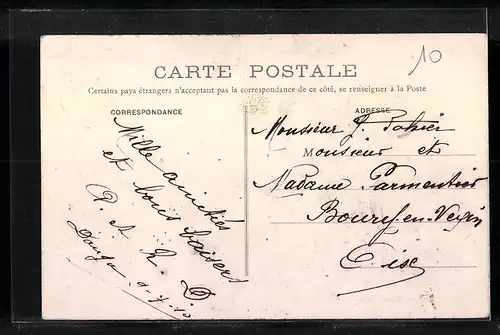 10
CARTE POSTALE
Certains pays étrangers n'acceptant pas la correspondance de ce côté, se renseigner à la Poste
CORRESPONDANCE
Mille amitiés
et bons baisers
P. et R. D.
ADRESSE
Monsieur J.
Monsieur et
Madame Parmentier
Oise